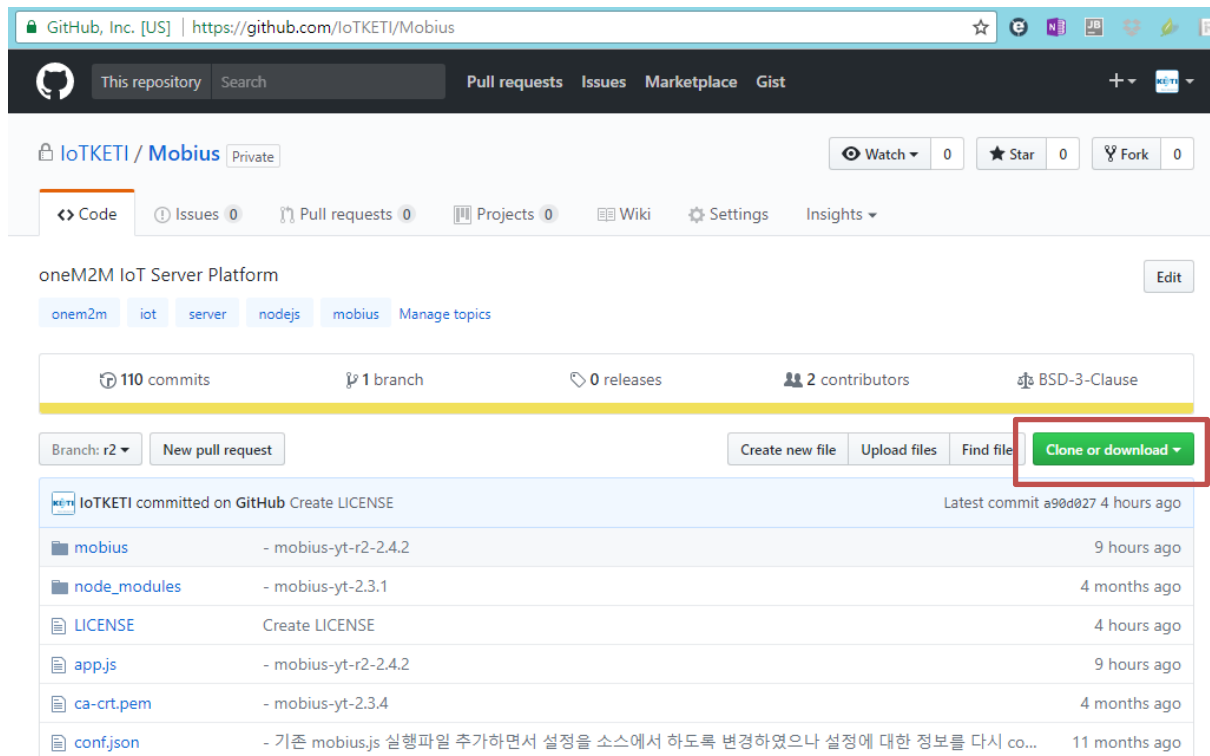 GitHub, Inc. [US] | https://github.com/IoTKETI/Mobius
This repository Search Pull requests Issues Marketplace Gist
IoTKETI / Mobius Private Watch 0 Star 0 Fork 0
Code Issues 0 Pull requests 0 Projects 0 Wiki Settings Insights
oneM2M IoT Server Platform Edit
onem2m iot server nodejs mobius Manage topics
110 commits 1 branch 0 releases 2 contributors BSD-3-Clause
Branch: r2 New pull request Create new file Upload files Find file Clone or download
IoTKETI committed on GitHub Create LICENSE Latest commit a90d027 4 hours ago
mobius - mobius-yt-r2-2.4.2 9 hours ago
node_modules - mobius-yt-2.3.1 4 months ago
LICENSE Create LICENSE 4 hours ago
app.js - mobius-yt-r2-2.4.2 9 hours ago
ca-crt.pem - mobius-yt-2.3.4 4 months ago
conf.json - 기존 mobius.js 실행파일 추가하면서 설정을 소스에서 하도록 변경하였으나 설정에 대한 정보를 다시 co... 11 months ago